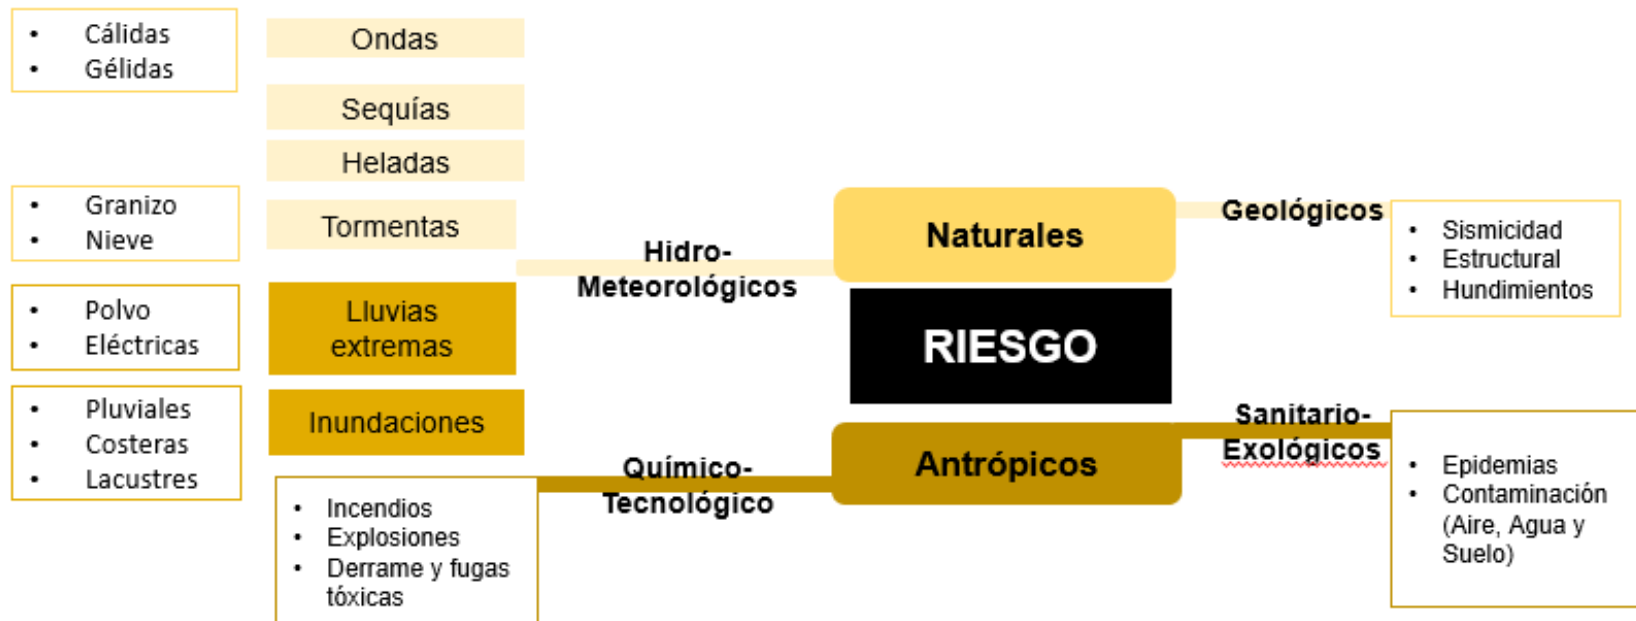 • Cálidas
• Gélidas
Ondas
Sequías
Heladas
• Granizo
• Nieve
Tormentas
• Polvo
• Eléctricas
Lluvias
extremas
• Pluviales
• Costeras
• Lacustres
Inundaciones
Hidro-
Meteorológicos
Naturales
Geológicos
• Sismicidad
• Estructural
• Hundimientos
RIESGO
Antrópicos
Químico-
Tecnológico
• Incendios
• Explosiones
• Derrame y fugas
tóxicas
Sanitario-
Exológicos
• Epidemias
• Contaminación
(Aire, Agua y
Suelo)